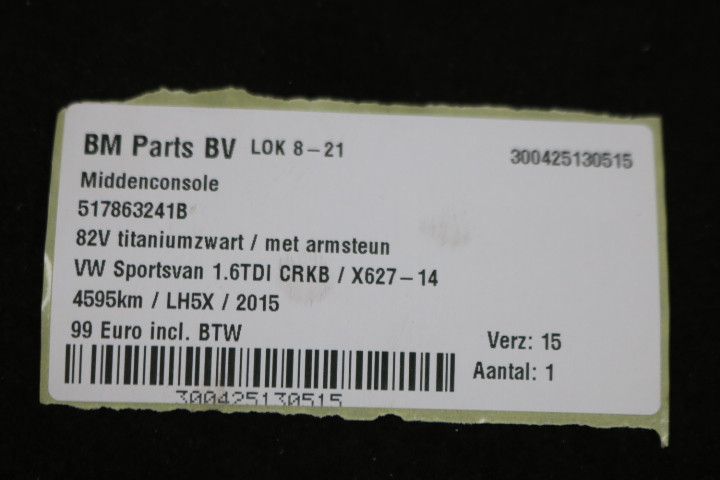 BM Parts BV LOK 8-21 300425130515
Middenconsole
517863241B
82V titaniumzwart / met armsteun
VW Sportsvan 1.6TDI CRKB / X627-14
4595km / LH5X / 2015
99 Euro incl. BTW
Verz: 15
Aantal: 1
300425130515